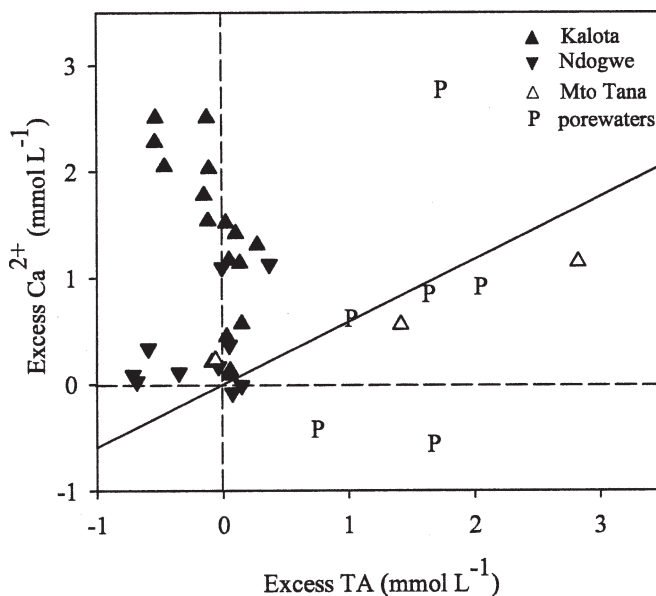 3
2
1
0
-1
Excess Ca2+ (mmol L-1)
▲ Kalota
▼ Ndogwe
△ Mto Tana
P porewaters
P
P
P
P
P
P
P
-1 0 1 2 3
Excess TA (mmol L-1)